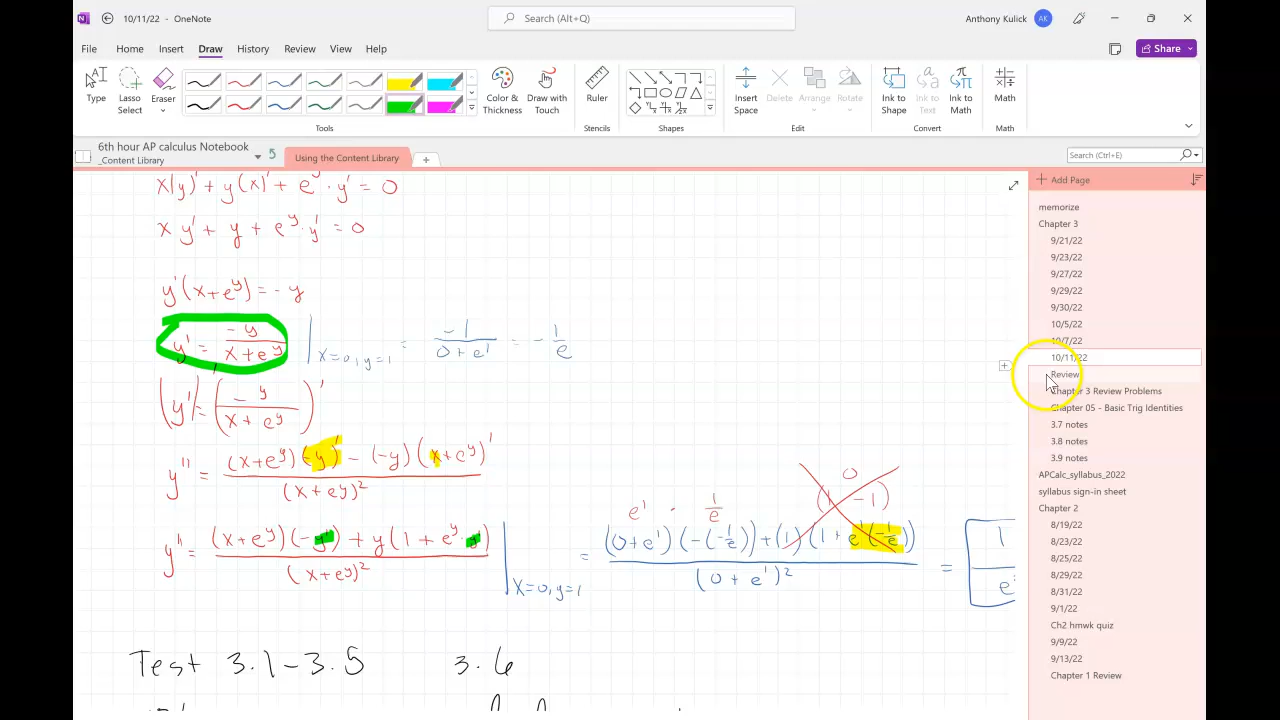 10/11/22 - OneNote
Search (Alt+Q)
Anthony Kulick
AK
File Home Insert Draw History Review View Help
Share
Type
Lasso Select
Eraser
Color & Thickness
Draw with Touch
Ruler
Insert Space
Delete
Arrange
Rotate
Ink to Shape
Ink to Text
Ink to Math
Math
Tools
Stencils
Shapes
Edit
Convert
Math
6th hour AP calculus Notebook
_Content Library
Using the Content Library
Search (Ctrl+E)
x(y)' + y(x)' + e^y · y' = 0
x y' + y + e^y · y' = 0
y'(x+e^y) = -y
y' = -y / (x+e^y) | x=0, y=1 = -1 / (0+e^1) = -1/e
(y')' = (-y / (x+e^y))'
y'' = ((x+e^y)(-y)' - (-y)(x+e^y)') / (x+e^y)^2
e^1 · 1/e (1 -1) 0
y'' = ((x+e^y)(-y') + y(1+e^y·y')) / (x+e^y)^2 | x=0, y=1 = ((0+e^1)(-(-1/e)) + (1)(1+e^1(-1/e))) / (0+e^1)^2 = 1 / e
Test 3.1-3.5 3.6
Add Page
memorize
Chapter 3
9/21/22
9/23/22
9/27/22
9/29/22
9/30/22
10/5/22
10/7/22
10/11/22
Review
Chapter 3 Review Problems
Chapter 05 - Basic Trig Identities
3.7 notes
3.8 notes
3.9 notes
APCalc_syllabus_2022
syllabus sign-in sheet
Chapter 2
8/19/22
8/23/22
8/25/22
8/29/22
8/31/22
9/1/22
Ch2 hmwk quiz
9/9/22
9/13/22
Chapter 1 Review